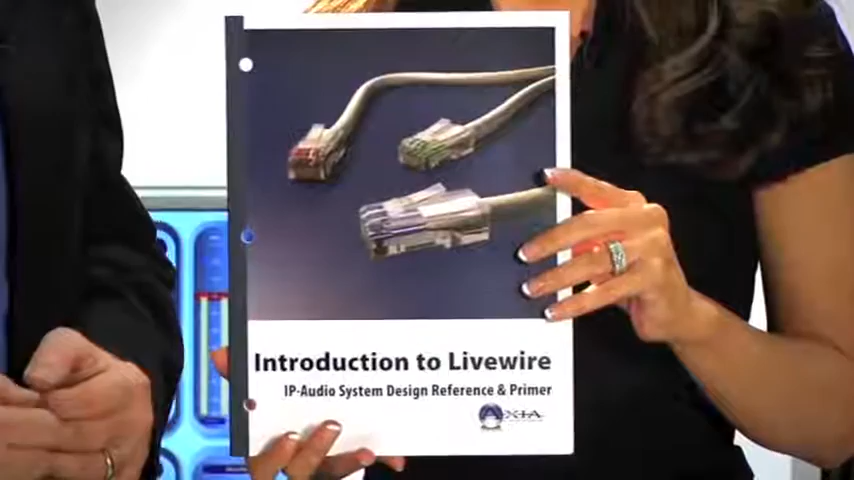 Introduction to Livewire
IP-Audio System Design Reference & Primer
AXIA